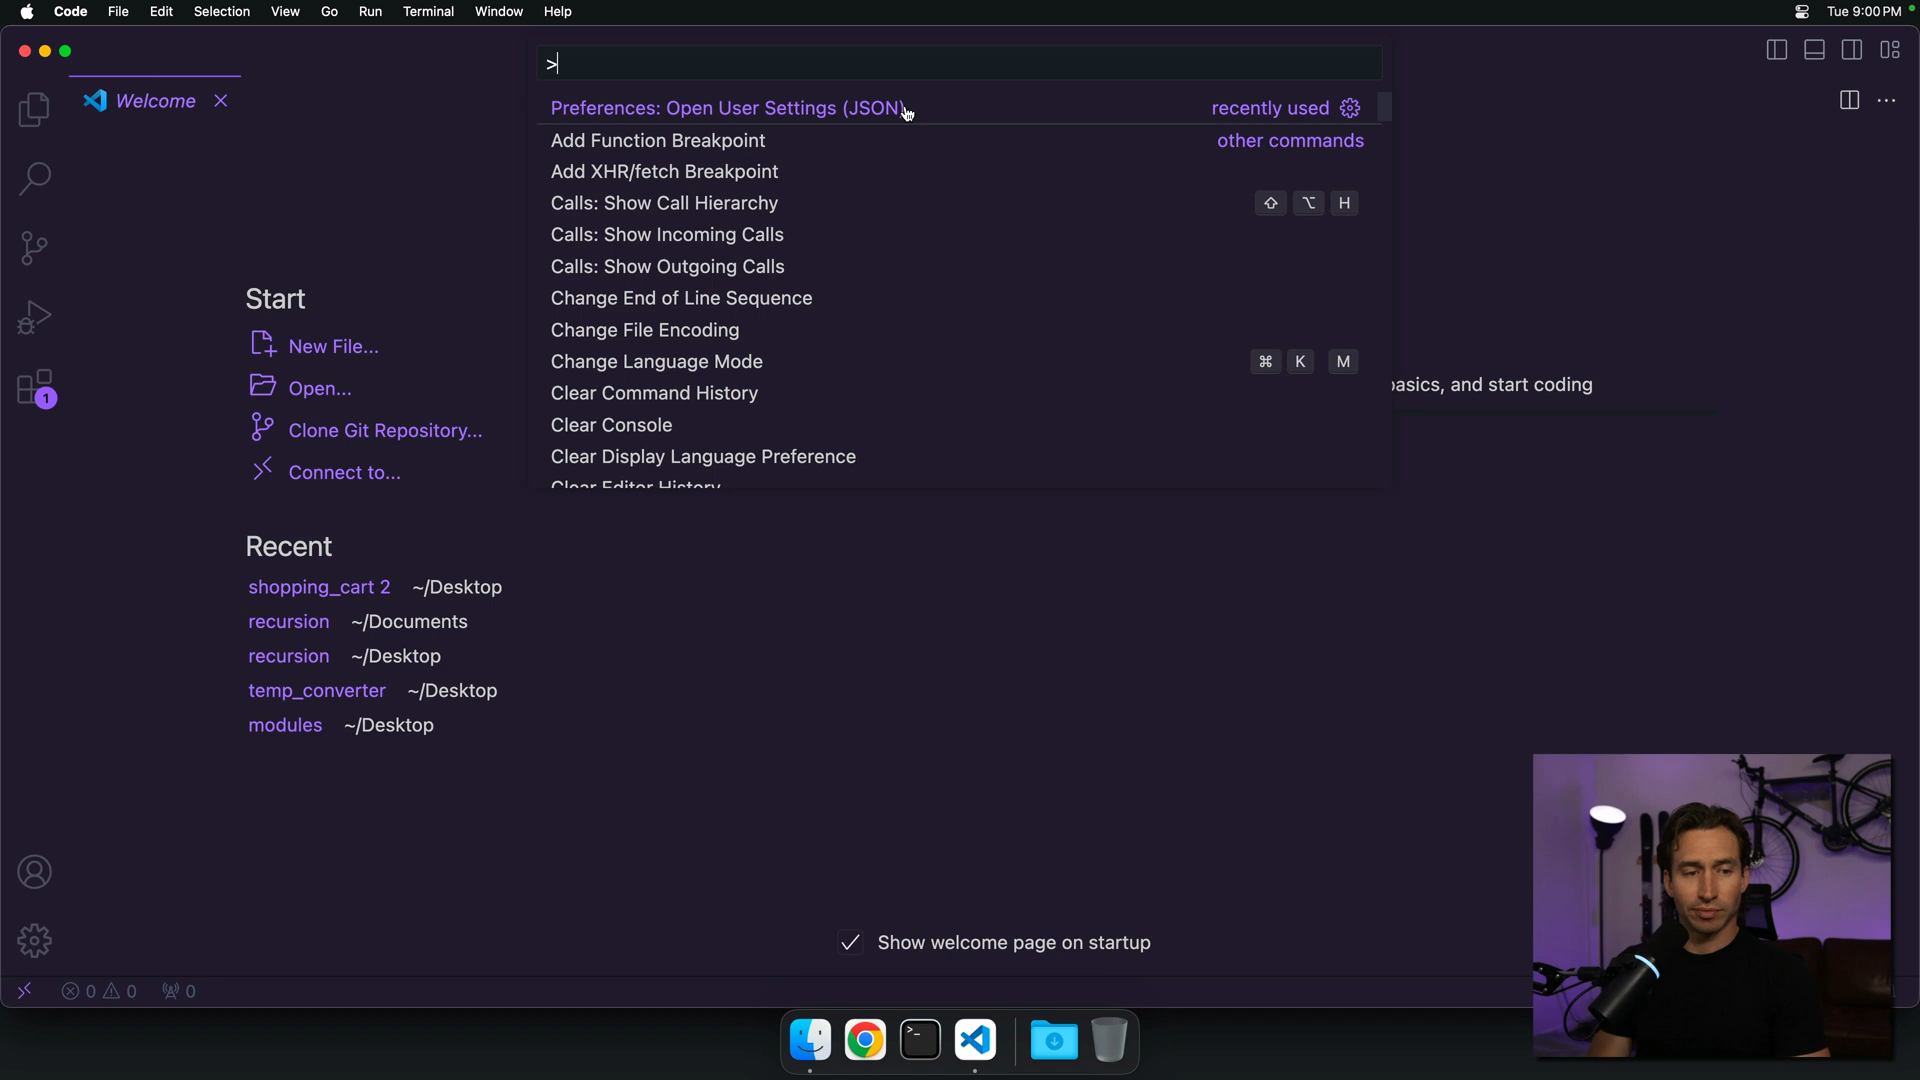 Code File Edit Selection View Go Run Terminal Window Help Tue 9:00 PM
>
Welcome
Preferences: Open User Settings (JSON) recently used
Add Function Breakpoint other commands
Add XHR/fetch Breakpoint
Calls: Show Call Hierarchy ⇧ ⌥ H
Calls: Show Incoming Calls
Calls: Show Outgoing Calls
Change End of Line Sequence
Change File Encoding
Change Language Mode ⌘ K M
Clear Command History
Clear Console
Clear Display Language Preference
Clear Editor History
Start
New File...
Open...
Clone Git Repository...
Connect to...
1
asics, and start coding
Recent
shopping_cart 2 ~/Desktop
recursion ~/Documents
recursion ~/Desktop
temp_converter ~/Desktop
modules ~/Desktop
Show welcome page on startup
0 0 0